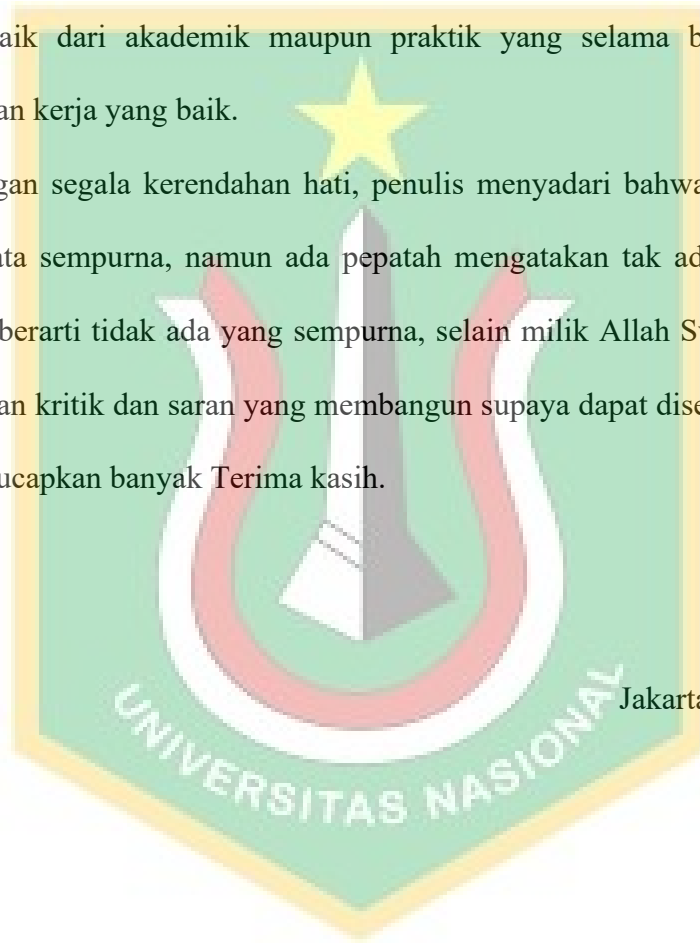 aik dari akademik maupun praktik yang selama b
an kerja yang baik.
gan segala kerendahan hati, penulis menyadari bahwa
ata sempurna, namun ada pepatah mengatakan tak ad
berarti tidak ada yang sempurna, selain milik Allah S
an kritik dan saran yang membangun supaya dapat dise
ucapkan banyak Terima kasih.
Jakarta
UNIVERSITAS NASIONAL